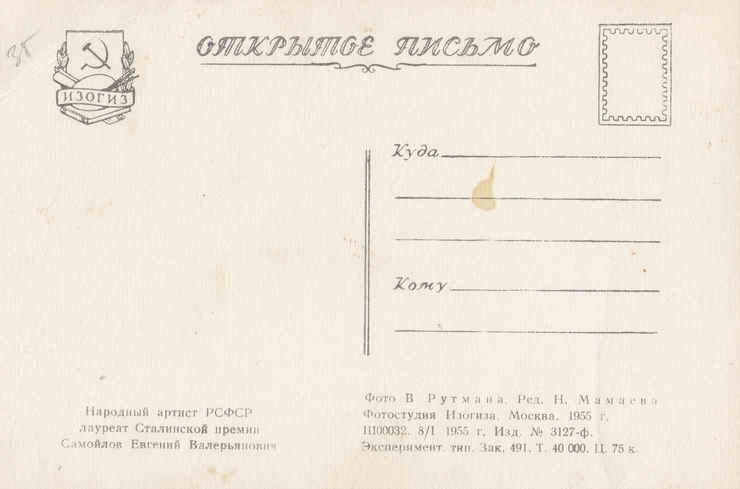 35
ОТКРЫТОЕ ПИСЬМО
ИЗОГИЗ
Куда
Кому
Народный артист РСФСР
лауреат Сталинской премии
Самойлов Евгений Валерьянович
Фото В Рутмана. Ред. Н. Мамаева
Фотостудия Изогиза. Москва. 1955 г.
Ш00032. 8/I 1955 г. Изд. № 3127-ф.
Эксперимент. тип. Зак. 491. Т. 40 000. Ц. 75 к.